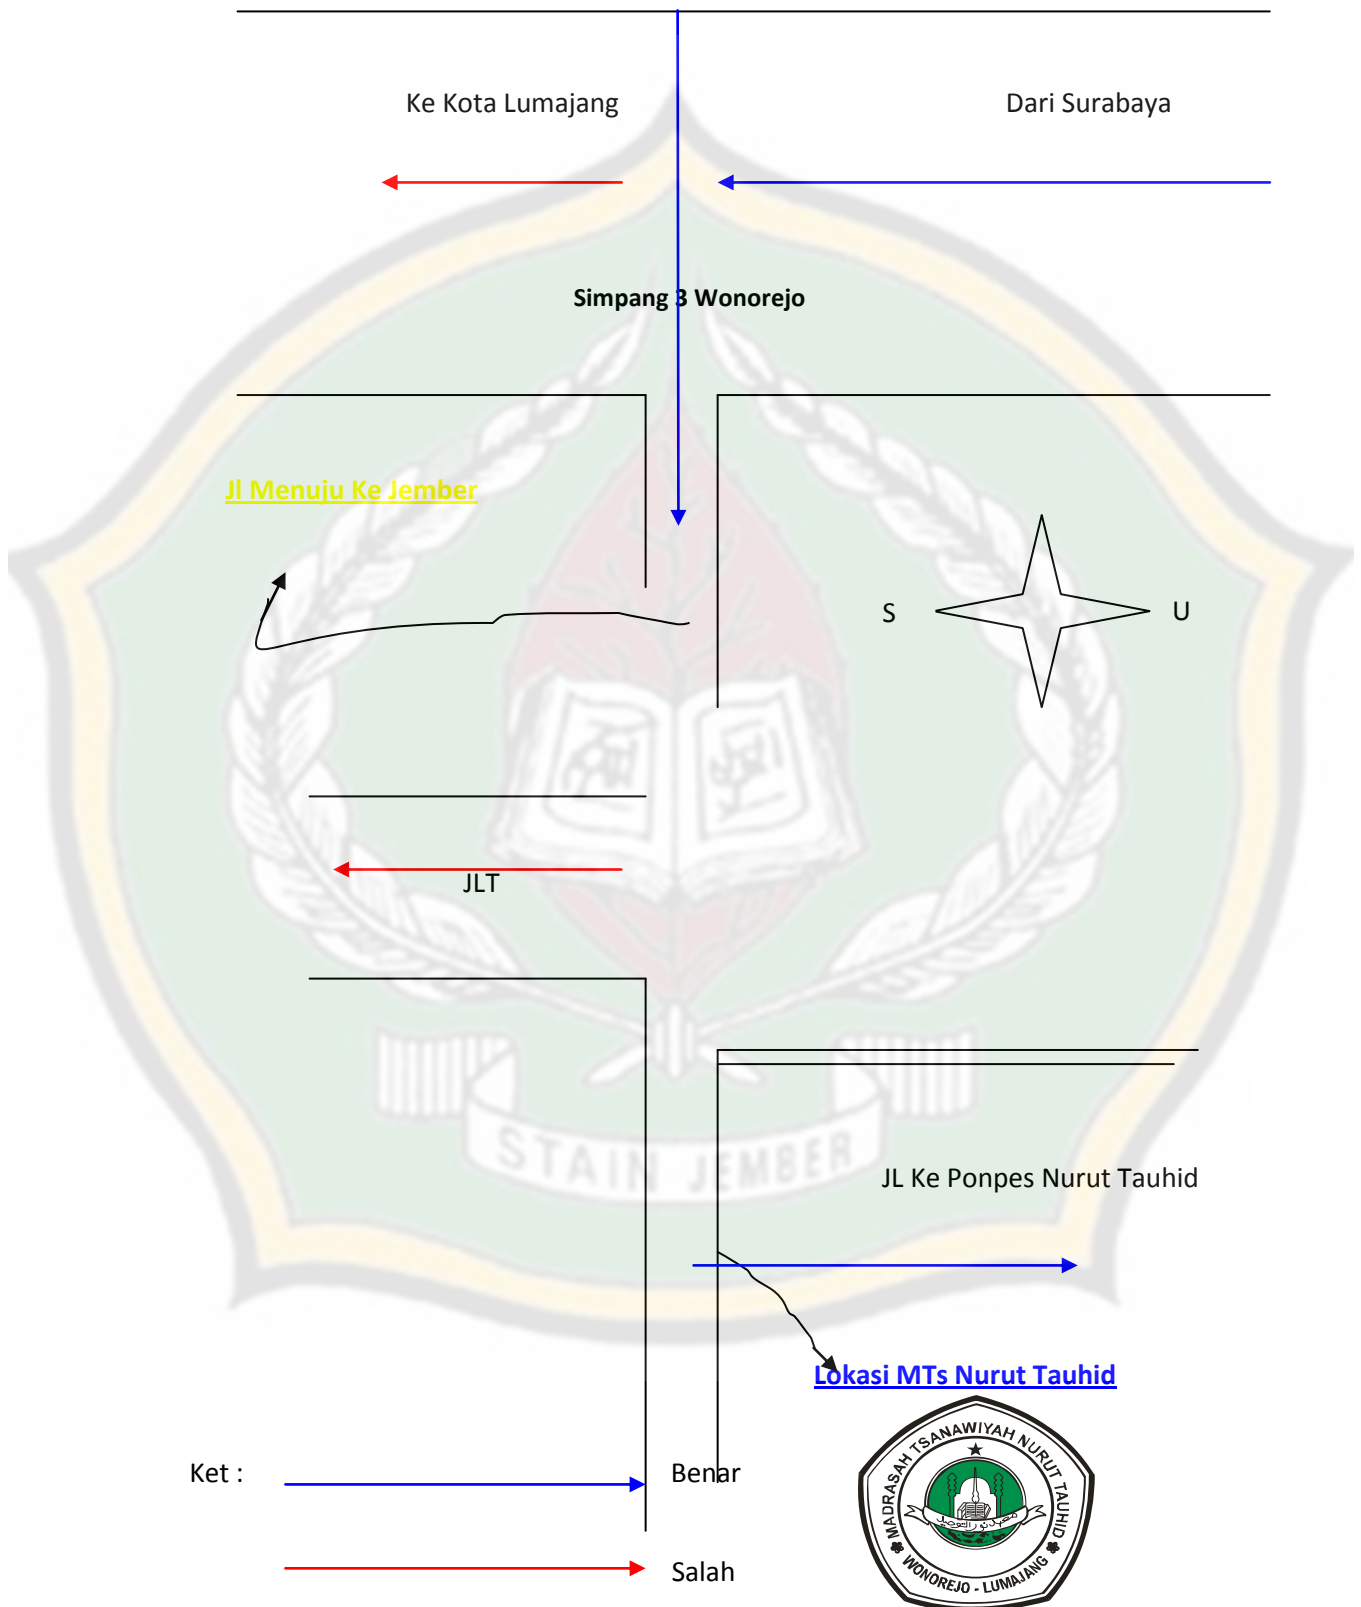 Ke Kota Lumajang
Dari Surabaya
Simpang 3 Wonorejo
Jl Menuju Ke Jember
S
U
JLT
STAIN JEMBER
JL Ke Ponpes Nurut Tauhid
Lokasi MTs Nurut Tauhid
MADRASAH TSANAWIYAH NURUT TAUHID
WONOREJO - LUMAJANG
Ket :
Benar
Salah